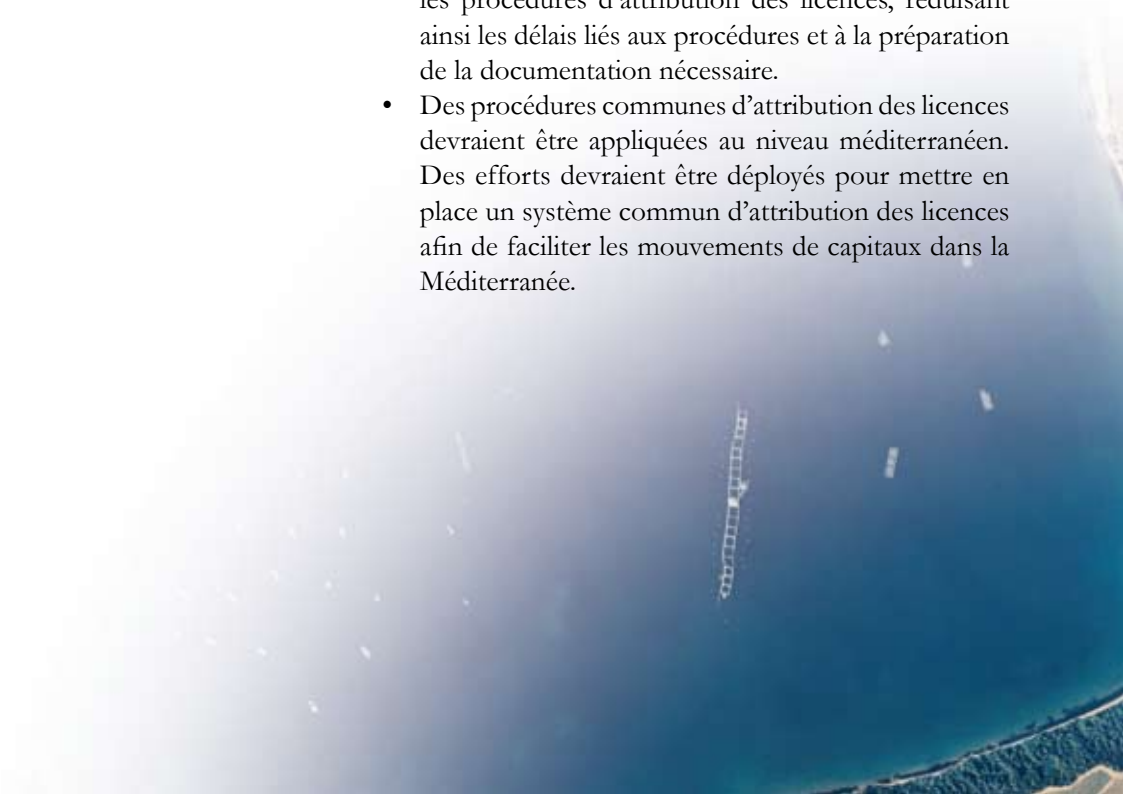 les procédures d'attribution des licences, réduisant
ainsi les délais liés aux procédures et à la préparation
de la documentation nécessaire.
• Des procédures communes d'attribution des licences
devraient être appliquées au niveau méditerranéen.
Des efforts devraient être déployés pour mettre en
place un système commun d'attribution des licences
afin de faciliter les mouvements de capitaux dans la
Méditerranée.